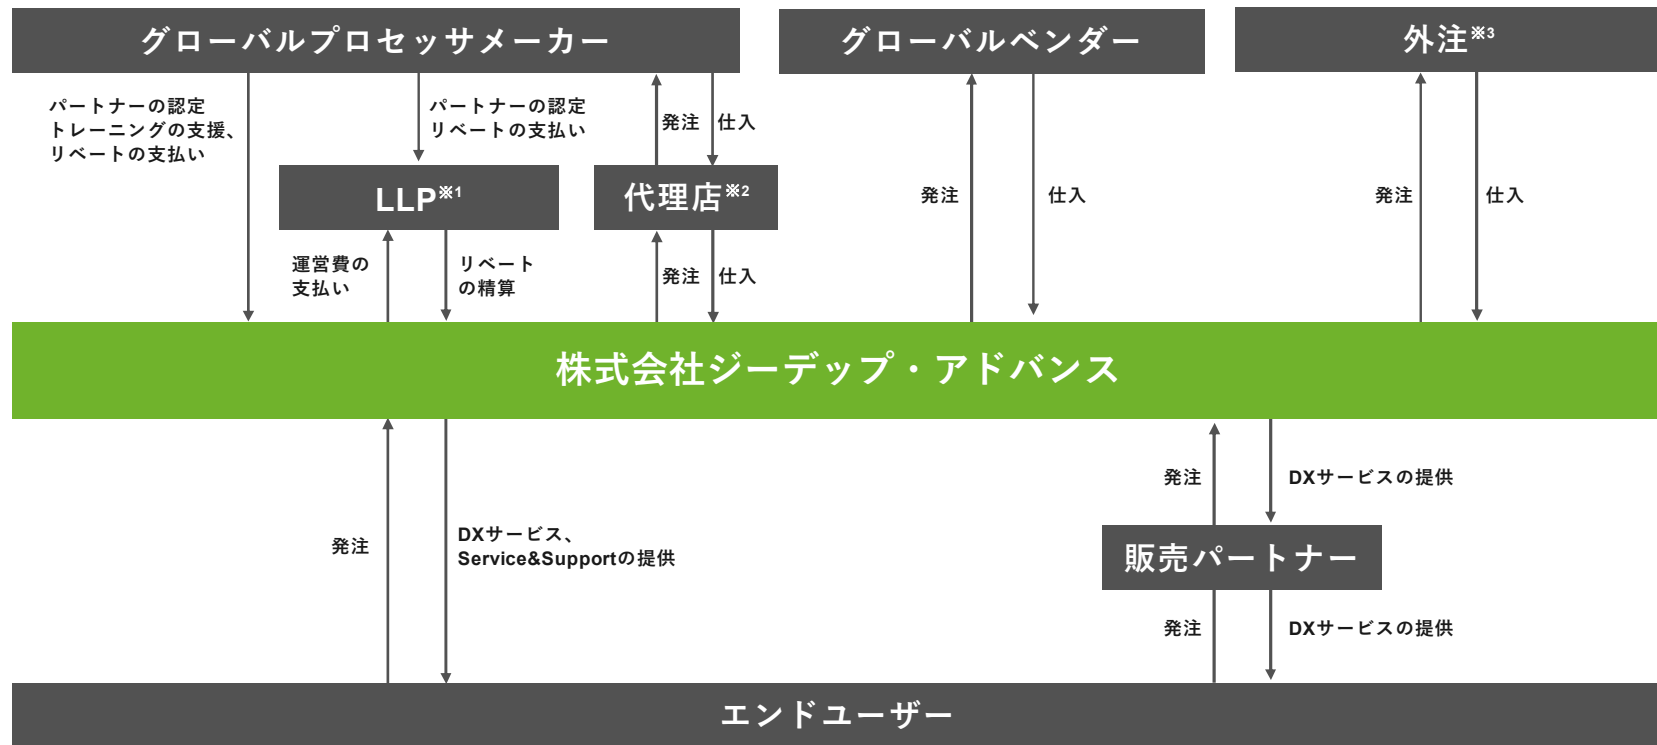 グローバルプロセッサメーカー
グローバルベンダー
外注※3
パートナーの認定
トレーニングの支援、
リベートの支払い
パートナーの認定
リベートの支払い
発注
仕入
LLP※1
代理店※2
発注
仕入
発注
仕入
運営費の
支払い
リベート
の精算
発注
仕入
株式会社ジーデップ・アドバンス
発注
DXサービス、
Service&Supportの提供
発注
DXサービスの提供
販売パートナー
発注
DXサービスの提供
エンドユーザー